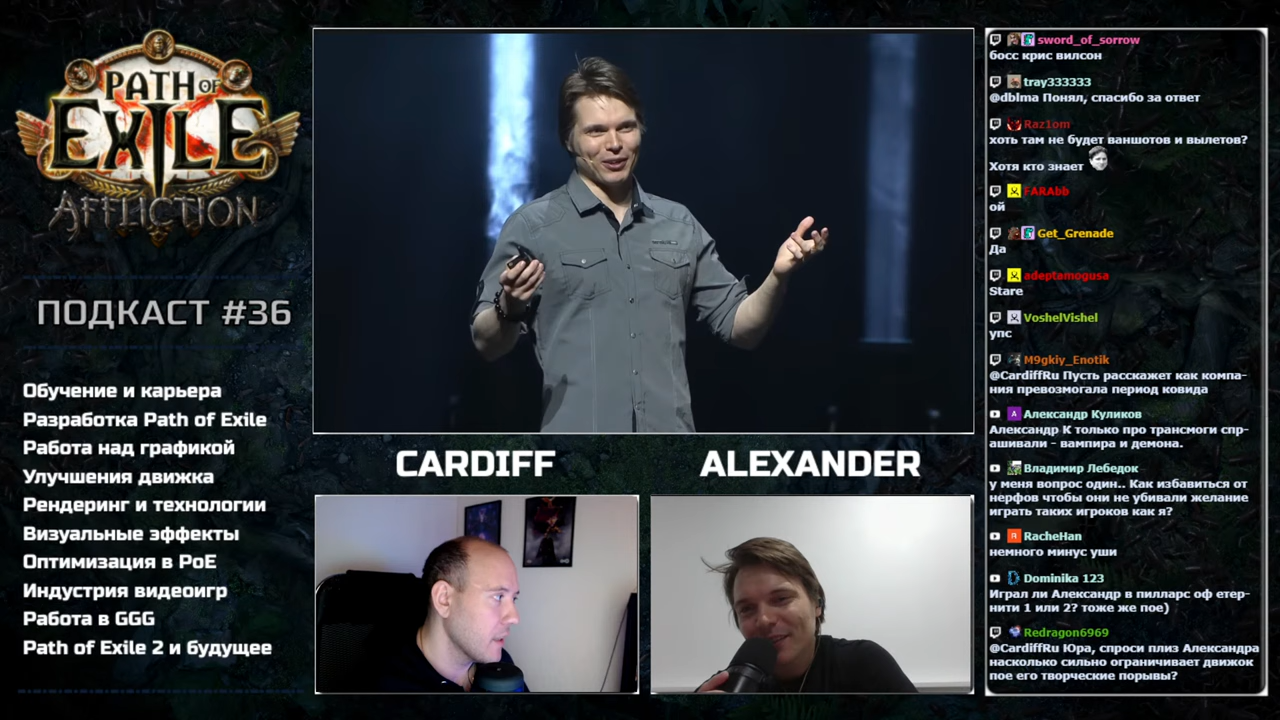 PATH OF
EXILE
AFFLICTION
ПОДКАСТ #36
Обучение и карьера
Разработка Path of Exile
Работа над графикой
Улучшения движка
Рендеринг и технологии
Визуальные эффекты
Оптимизация в PoE
Индустрия видеоигр
Работа в GGG
Path of Exile 2 и будущее
CARDIFF
ALEXANDER
sword_of_sorrow
босс крис вилсон
tray333333
@dblma Понял, спасибо за ответ
Raz1om
хоть там не будет ваншотов и вылетов?
Хотя кто знает
FARAbb
ой
Get_Grenade
Да
adeptamogusa
Stare
VoshelVishel
упс
M9gkiy_Enotik
@CardiffRu Пусть расскажет как компа-
ния превозмогала период ковида
Александр Куликов
Александр К только про трансмоги спр-
ашивали - вампира и демона.
Владимир Лебедок
у меня вопрос один.. Как избавиться от
нерфов чтобы они не убивали желание
играть таких игроков как я?
RacheHan
немного минус уши
Dominika 123
Играл ли Александр в пилларс оф етер-
нити 1 или 2? тоже же пое)
Redragon6969
@CardiffRu Юра, спроси плиз Александра
насколько сильно ограничивает движок
пое его творческие порывы?